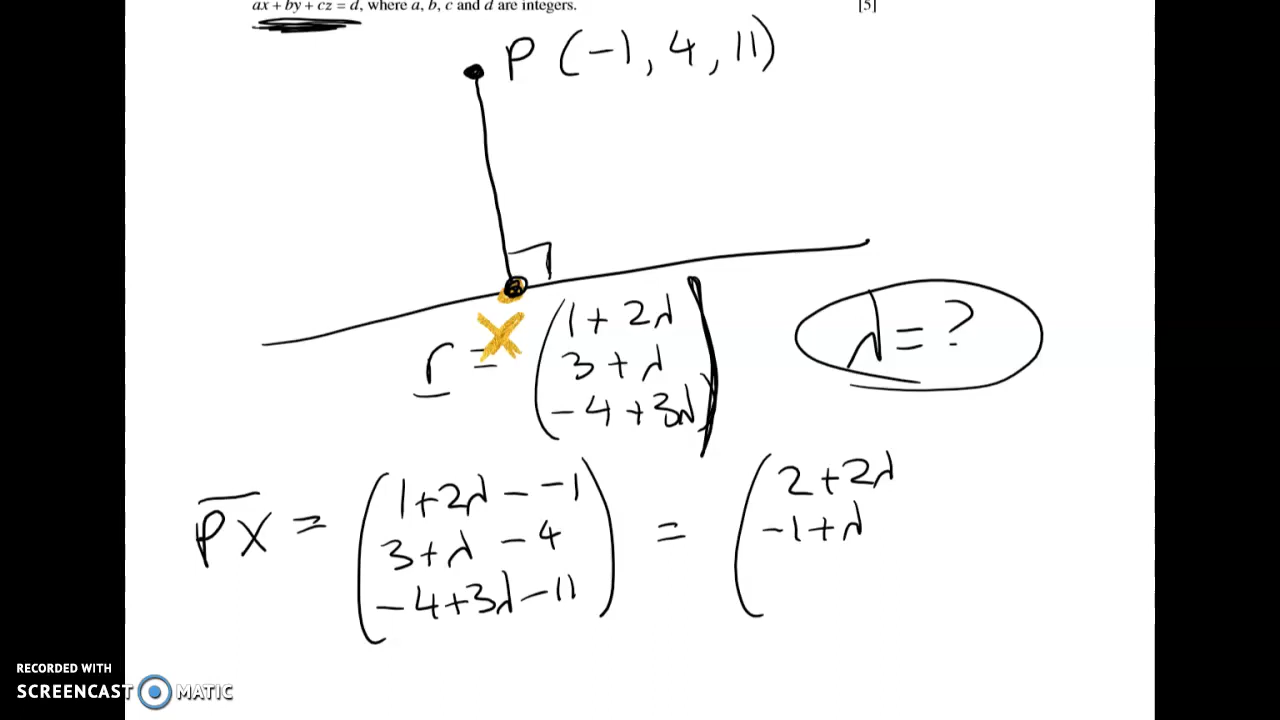 ax + by + cz = d, where a, b, c and d are integers. [5]
P (-1, 4, 11)
X
r = (1 + 2λ
3 + λ
-4 + 3λ)
λ = ?
PX = (1+2λ - -1
3+λ - 4
-4+3λ-11) = (2+2λ
-1+λ
RECORDED WITH
SCREENCAST MATIC